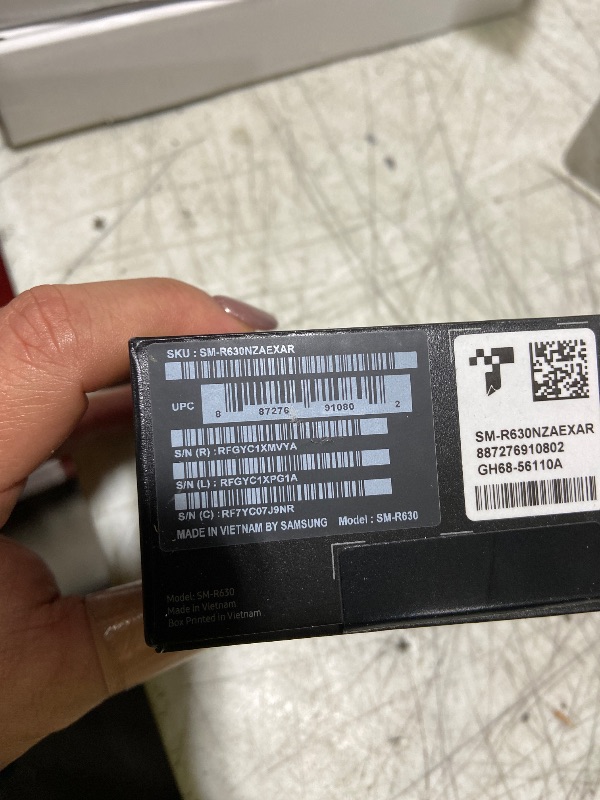 SKU : SM-R630NZAEXAR
UPC
8 87276 91080 2
S/N (R) : RFGYC1XMVYA
S/N (L) : RFGYC1XPG1A
S/N (C) : RF7YC07J9NR
MADE IN VIETNAM BY SAMSUNG Model : SM-R630
Model: SM-R630
Made in Vietnam
Box Printed in Vietnam
SM-R630NZAEXAR
887276910802
GH68-56110A